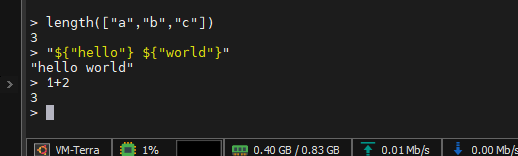 > length(["a","b","c"])
3
> "${"hello"} ${"world"}"
"hello world"
> 1+2
3
>
VM-Terra 1% 0.40 GB / 0.83 GB 0.01 Mb/s 0.00 Mb/s